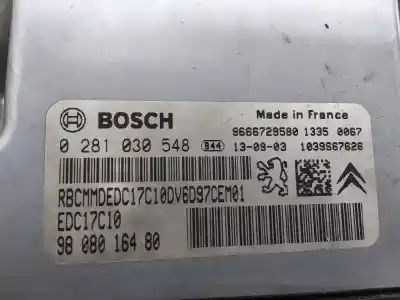 BOSCH
Made in France
9666729580 1335 0067
0 281 030 548 944 13-09-03 1039S67626
RBCMMDEDC17C10DV6D97CEM01
EDC17C10
98 080 164 80